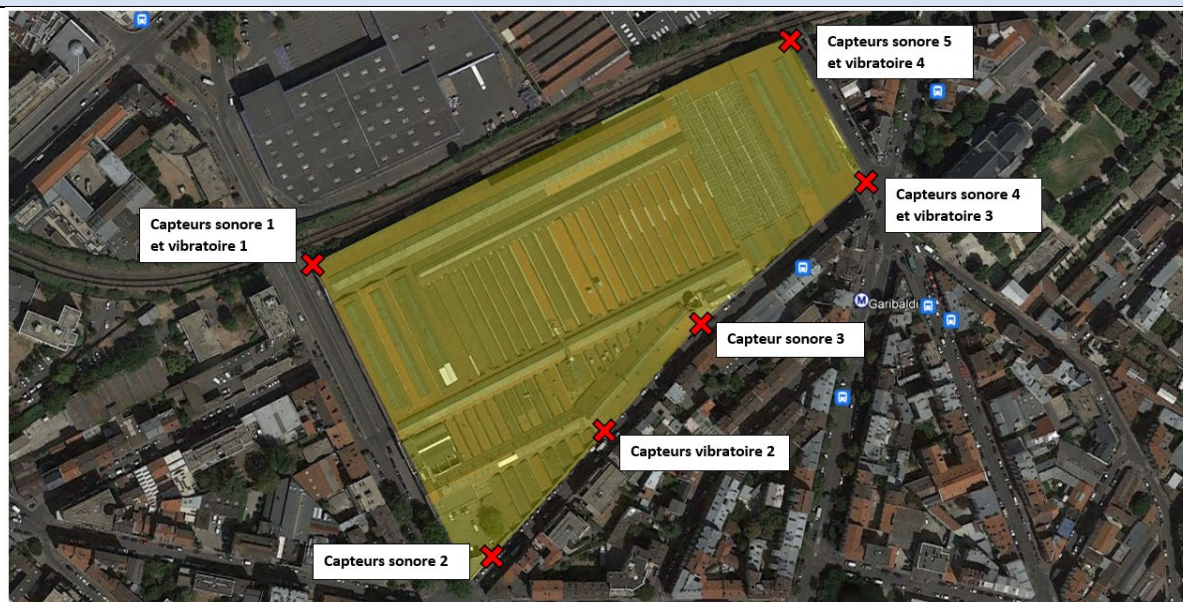 Capteurs sonore 5
et vibratoire 4
Capteurs sonore 4
et vibratoire 3
Capteurs sonore 1
et vibratoire 1
M Garibaldi
Capteur sonore 3
Capteurs vibratoire 2
Capteurs sonore 2